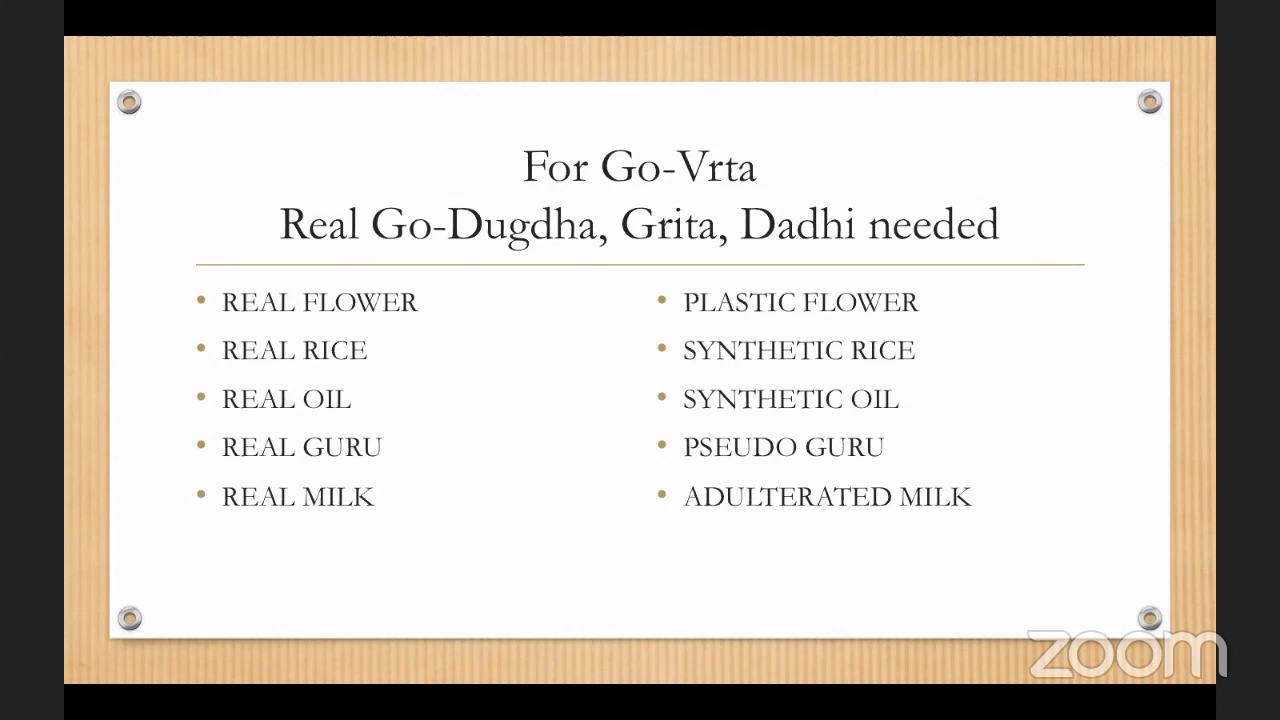 For Go-Vrta
Real Go-Dugdha, Grita, Dadhi needed
• REAL FLOWER
• REAL RICE
• REAL OIL
• REAL GURU
• REAL MILK
• PLASTIC FLOWER
• SYNTHETIC RICE
• SYNTHETIC OIL
• PSEUDO GURU
• ADULTERATED MILK
zoom